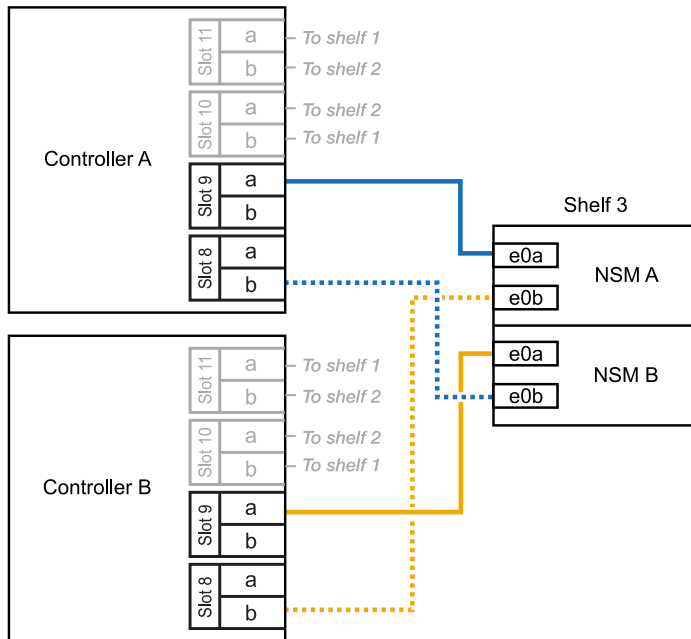 Controller A
Slot 11
a
To shelf 1
b
To shelf 2
Slot 10
a
To shelf 2
b
To shelf 1
Slot 9
a
b
Slot 8
a
b
Shelf 3
NSM A
e0a
e0b
NSM B
e0a
e0b
Controller B
Slot 11
a
To shelf 1
b
To shelf 2
Slot 10
a
To shelf 2
b
To shelf 1
Slot 9
a
b
Slot 8
a
b